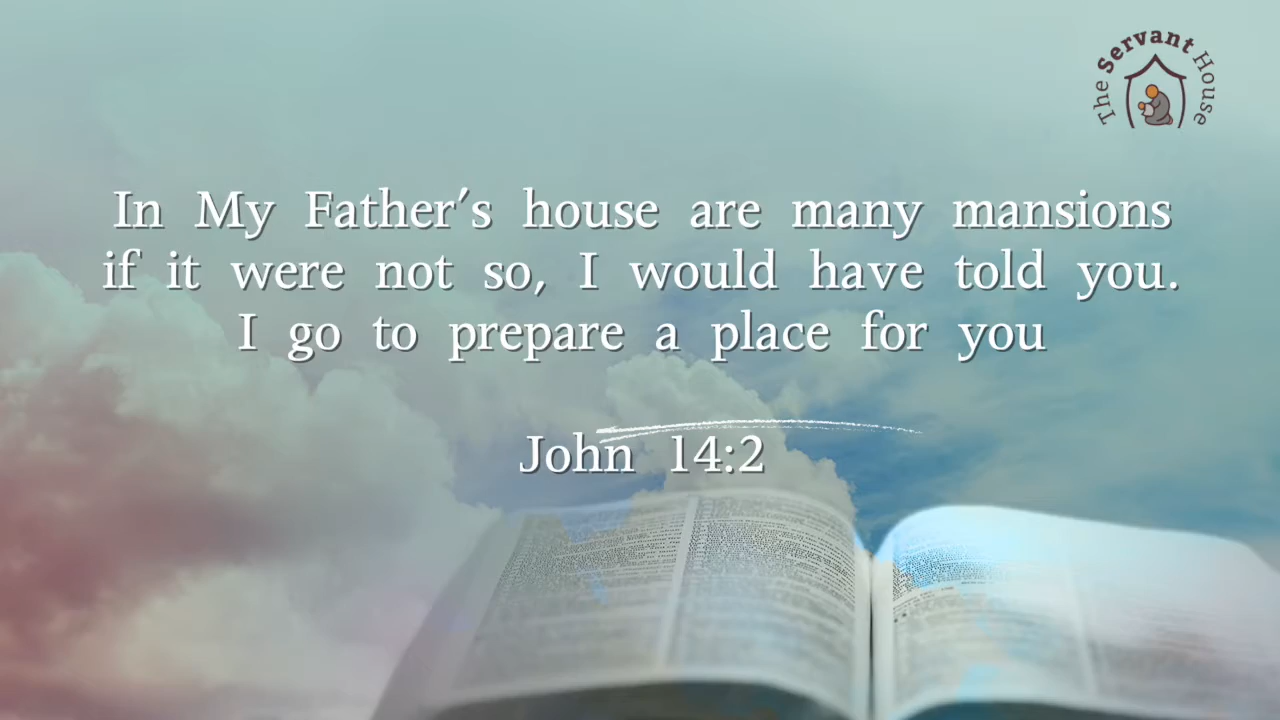 The Servant House
In My Father's house are many mansions
if it were not so, I would have told you.
I go to prepare a place for you
John 14:2